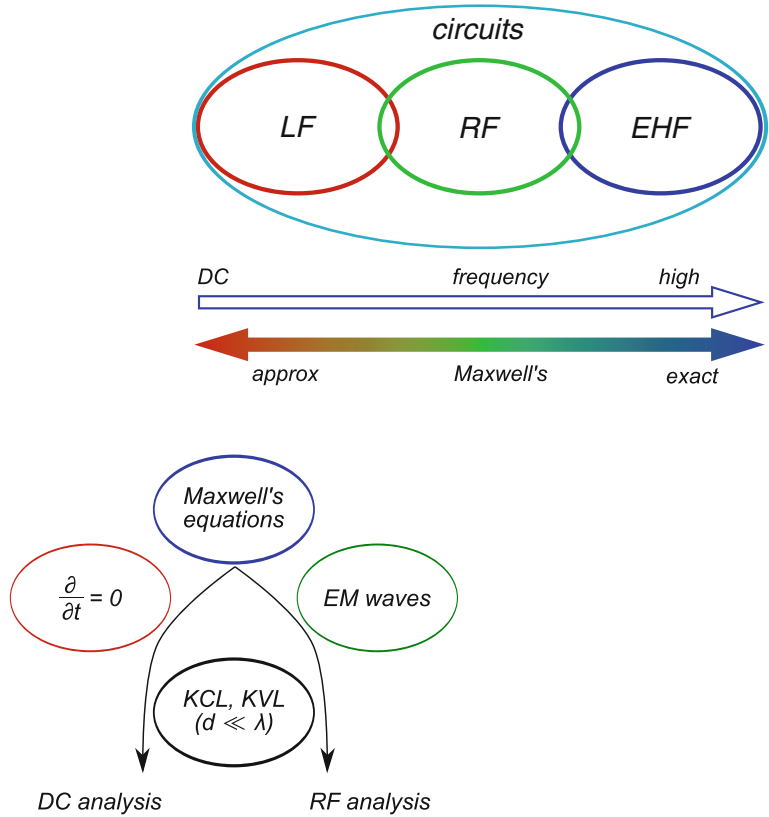 circuits
LF RF EHF
DC frequency high
approx Maxwell's exact
Maxwell's
equations
∂/∂t = 0
EM waves
KCL, KVL
(d ≪ λ)
DC analysis RF analysis